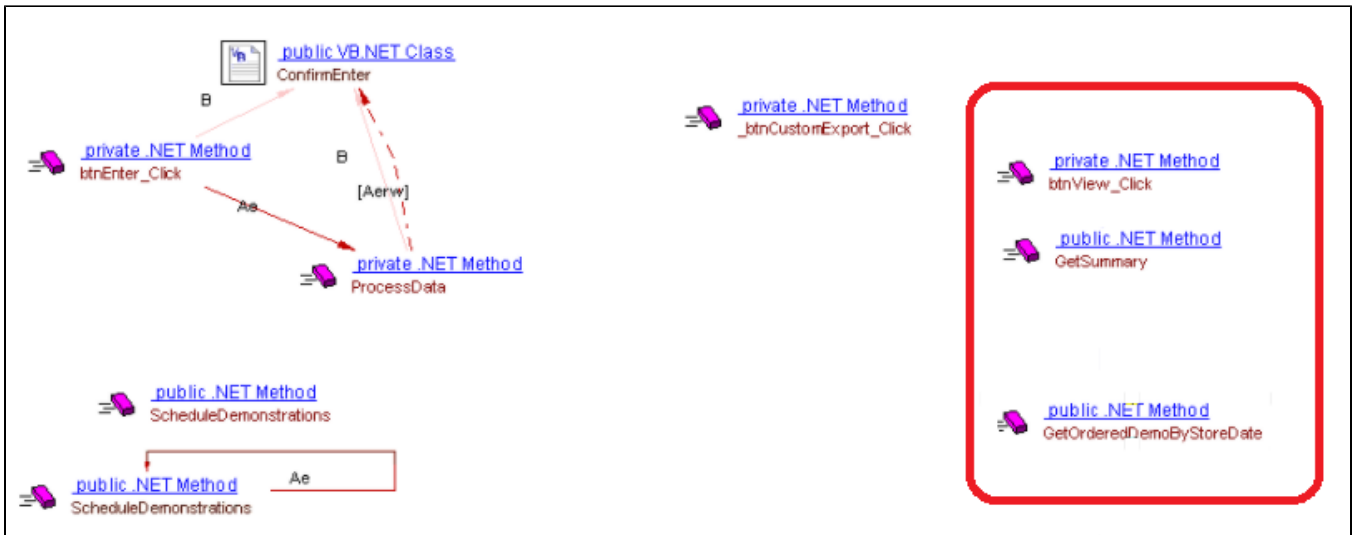 public VB.NET Class
ConfirmEnter
B
private .NET Method
btnEnter_Click
B
[Aerw]
Ae
private .NET Method
ProcessData
private .NET Method
_btnCustomExport_Click
private .NET Method
btnView_Click
public .NET Method
GetSummary
public .NET Method
GetOrderedDemoByStoreDate
public .NET Method
ScheduleDemonstrations
Ae
public .NET Method
ScheduleDemonstrations